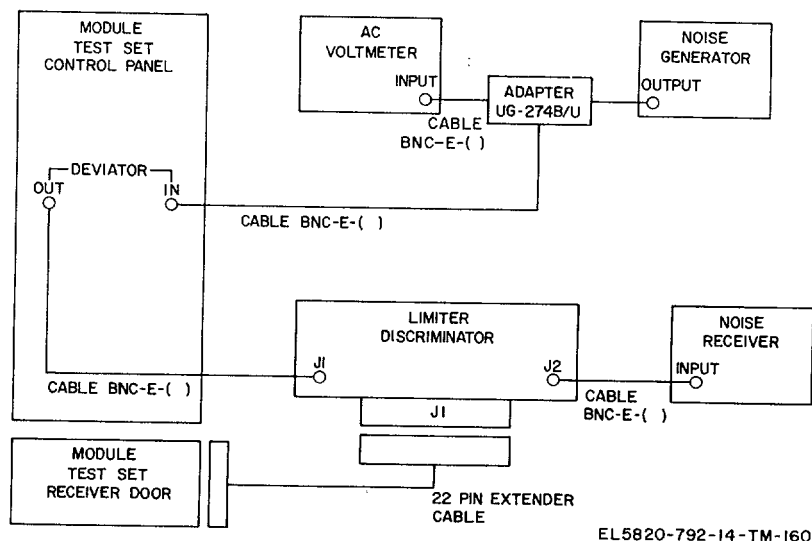 MODULE
TEST SET
CONTROL PANEL
DEVIATOR
OUT
IN
AC
VOLTMETER
INPUT
CABLE
BNC-E-( )
ADAPTER
UG-274B/U
NOISE
GENERATOR
OUTPUT
CABLE BNC-E-( )
LIMITER
DISCRIMINATOR
J1
J2
J1
CABLE BNC-E-( )
NOISE
RECEIVER
INPUT
CABLE
BNC-E-( )
MODULE
TEST SET
RECEIVER DOOR
22 PIN EXTENDER
CABLE
EL5820-792-14-TM-160